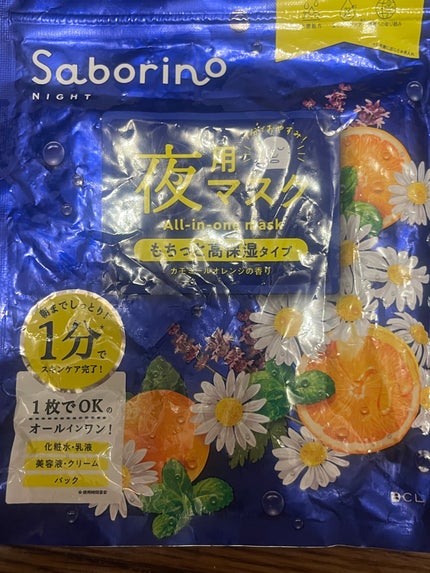 Saborino
NIGHT
おやすみ
夜用
マスク
All-in-one mask
もちっと高保湿タイプ
カモミールオレンジの香り
朝までしっとり!
1分で
スキンケア完了!
1枚でOKの
オールインワン!
化粧水・乳液
美容液・クリーム
パック
BCL